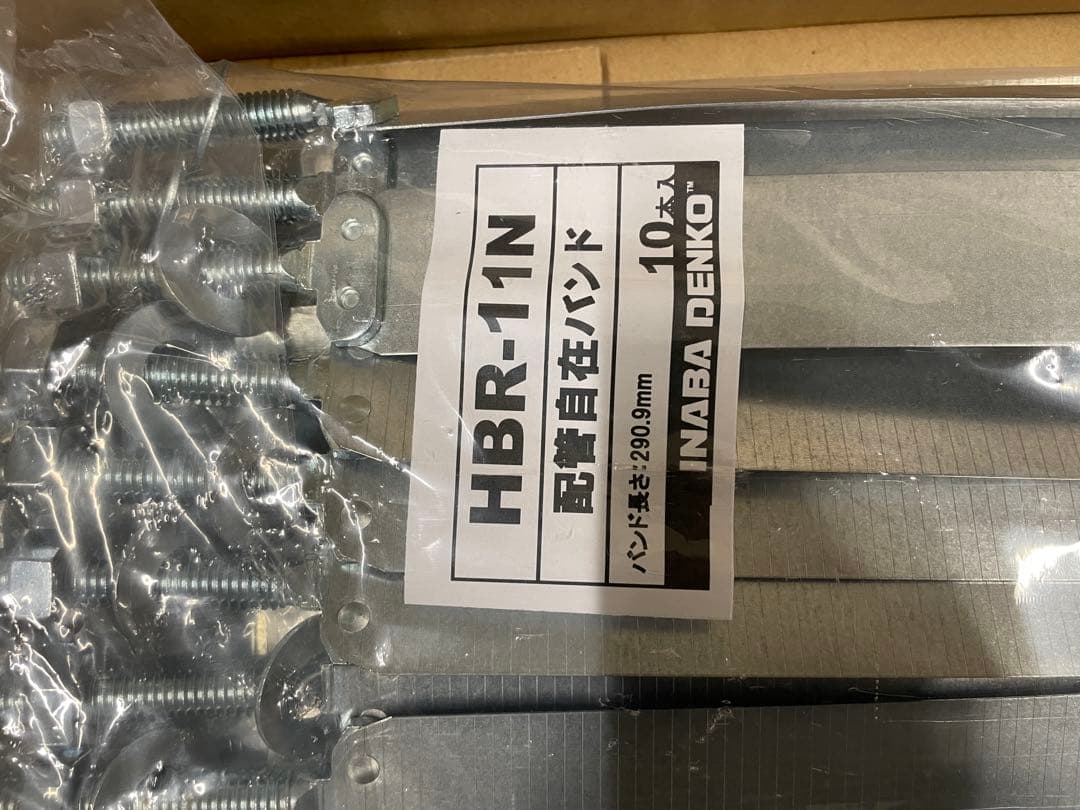 HBR-11N
配管自在バンド
10本入
バンド長さ:290.9mm
INABA DENKO™